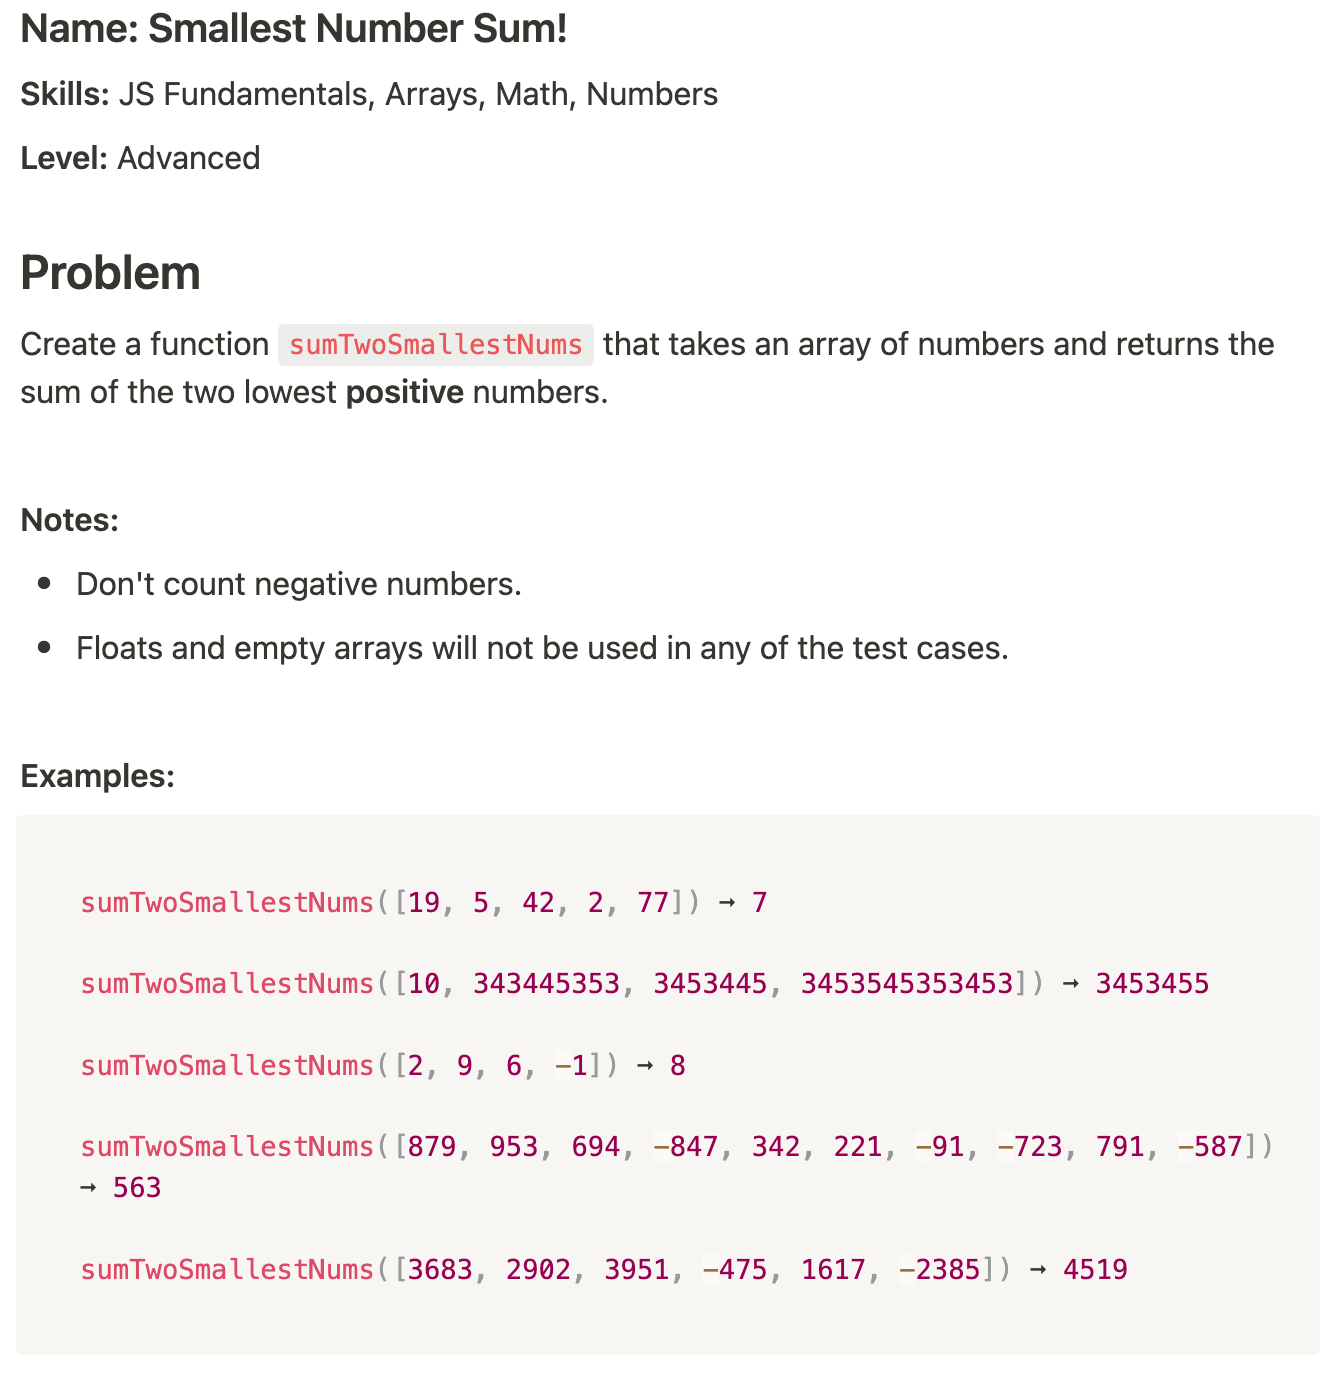 Name: Smallest Number Sum!
Skills: JS Fundamentals, Arrays, Math, Numbers
Level: Advanced
Problem
Create a function sumTwoSmallestNums that takes an array of numbers and returns the
sum of the two lowest positive numbers.
Notes:
• Don't count negative numbers.
• Floats and empty arrays will not be used in any of the test cases.
Examples:
sumTwoSmallestNums([19, 5, 42, 2, 77]) → 7
sumTwoSmallestNums([10, 343445353, 3453445, 3453545353453]) → 3453455
sumTwoSmallestNums([2, 9, 6, -1]) → 8
sumTwoSmallestNums([879, 953, 694, -847, 342, 221, -91, -723, 791, -587])
→ 563
sumTwoSmallestNums([3683, 2902, 3951, -475, 1617, -2385]) → 4519